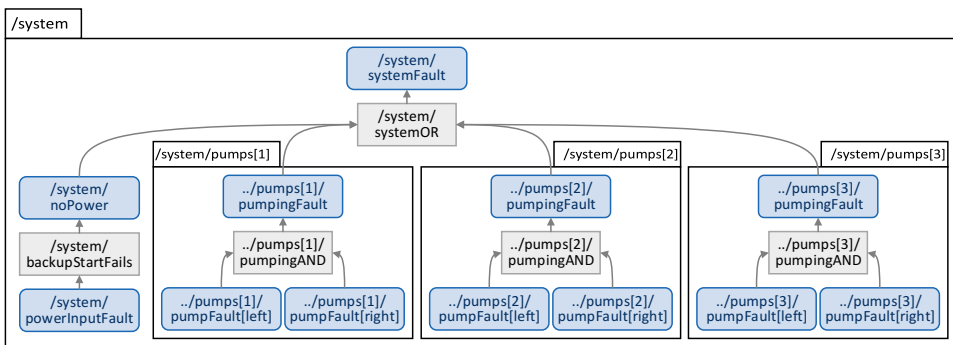 /system
/system/
systemFault
/system/
systemOR
/system/pumps[1]
/system/pumps[2]
/system/pumps[3]
/system/
noPower
../pumps[1]/
pumpingFault
../pumps[2]/
pumpingFault
../pumps[3]/
pumpingFault
/system/
backupStartFails
../pumps[1]/
pumpingAND
../pumps[2]/
pumpingAND
../pumps[3]/
pumpingAND
/system/
powerInputFault
../pumps[1]/
pumpFault[left]
../pumps[1]/
pumpFault[right]
../pumps[2]/
pumpFault[left]
../pumps[2]/
pumpFault[right]
../pumps[3]/
pumpFault[left]
../pumps[3]/
pumpFault[right]